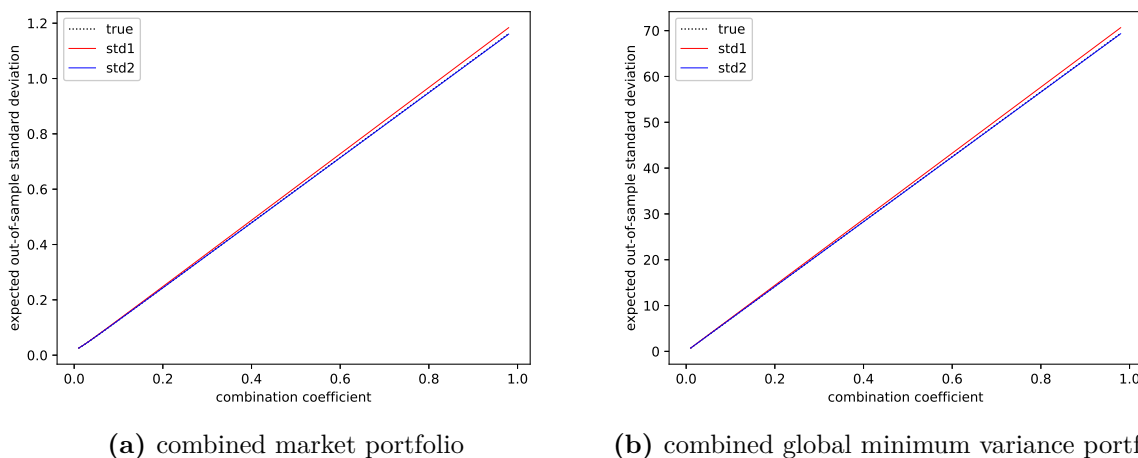 1.2
1.0
0.8
0.6
0.4
0.2
0.0
expected out-of-sample standard deviation
true
std1
std2
0.0 0.2 0.4 0.6 0.8 1.0
combination coefficient
(a) combined market portfolio
70
60
50
40
30
20
10
0
expected out-of-sample standard deviation
true
std1
std2
0.0 0.2 0.4 0.6 0.8 1.0
combination coefficient
(b) combined global minimum variance portf